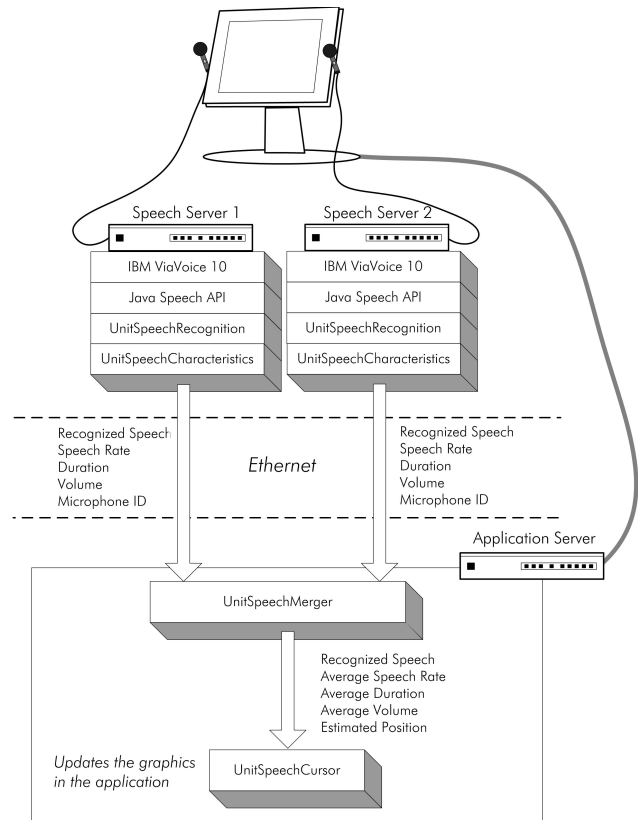 Speech Server 1
Speech Server 2
IBM ViaVoice 10
Java Speech API
UnitSpeechRecognition
UnitSpeechCharacteristics
IBM ViaVoice 10
Java Speech API
UnitSpeechRecognition
UnitSpeechCharacteristics
Recognized Speech
Speech Rate
Duration
Volume
Microphone ID
Ethernet
Recognized Speech
Speech Rate
Duration
Volume
Microphone ID
Application Server
UnitSpeechMerger
Recognized Speech
Average Speech Rate
Average Duration
Average Volume
Estimated Position
Updates the graphics
in the application
UnitSpeechCursor